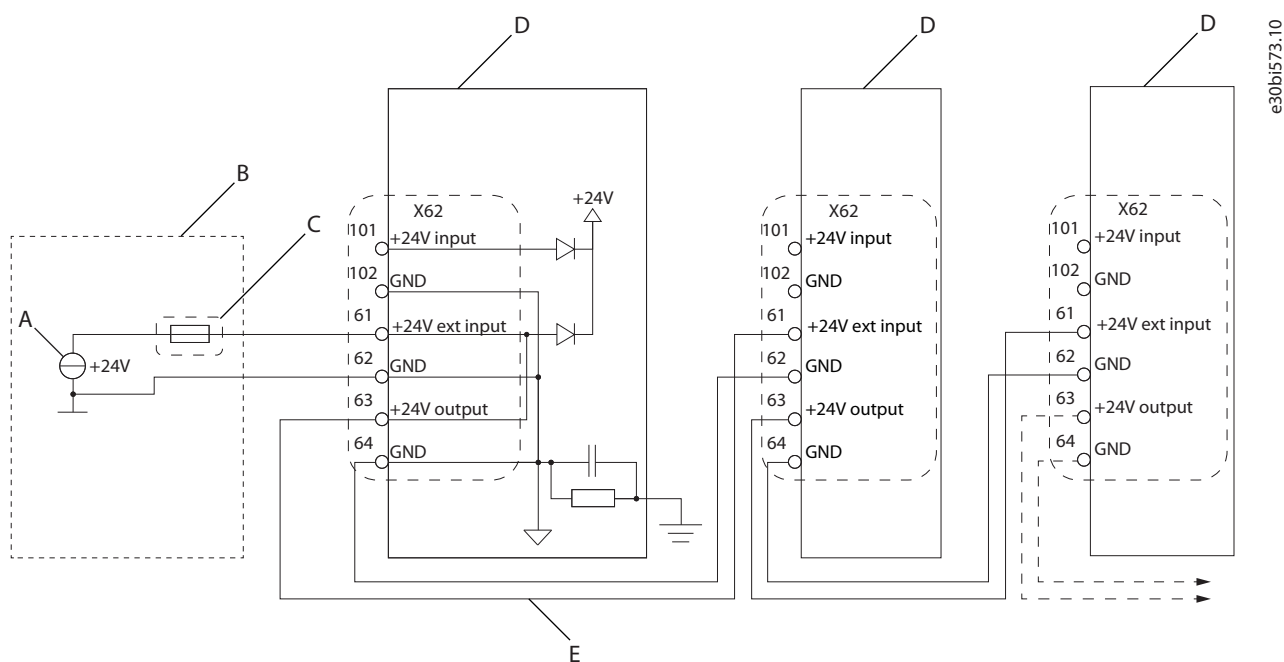 D
D
D
e30bi573.10
B
C
A
+24V
X62
+24V
101
+24V input
102
GND
61
+24V ext input
62
GND
63
+24V output
64
GND
X62
101
+24V input
102
GND
61
+24V ext input
62
GND
63
+24V output
64
GND
X62
101
+24V input
102
GND
61
+24V ext input
62
GND
63
+24V output
64
GND
E